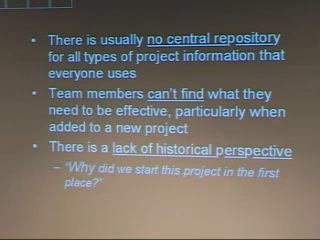 • There is usually no central repository
for all types of project information that
everyone uses
• Team members can't find what they
need to be effective, particularly when
added to a new project
• There is a lack of historical perspective
– "Why did we start this project in the first
place?"